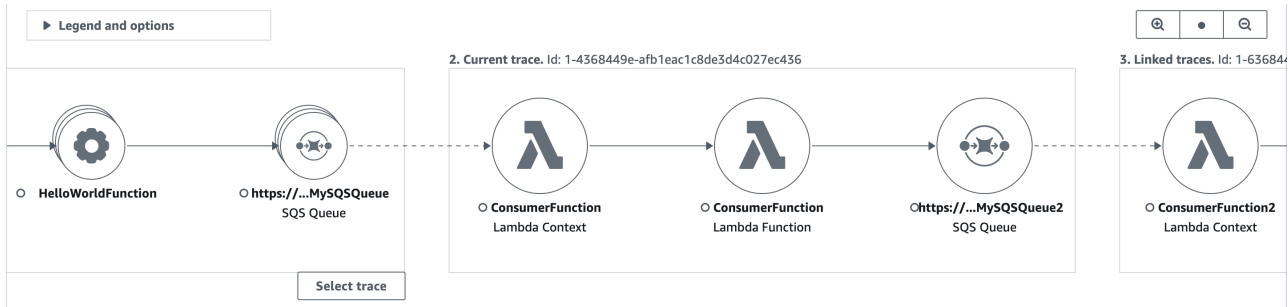 Legend and options
2. Current trace. Id: 1-4368449e-afb1eac1c8de3d4c027ec436
3. Linked traces. Id: 1-63684
HelloWorldFunction
https://...MySQSQueue
SQS Queue
Select trace
ConsumerFunction
Lambda Context
ConsumerFunction
Lambda Function
https://...MySQSQueue2
SQS Queue
ConsumerFunction2
Lambda Context